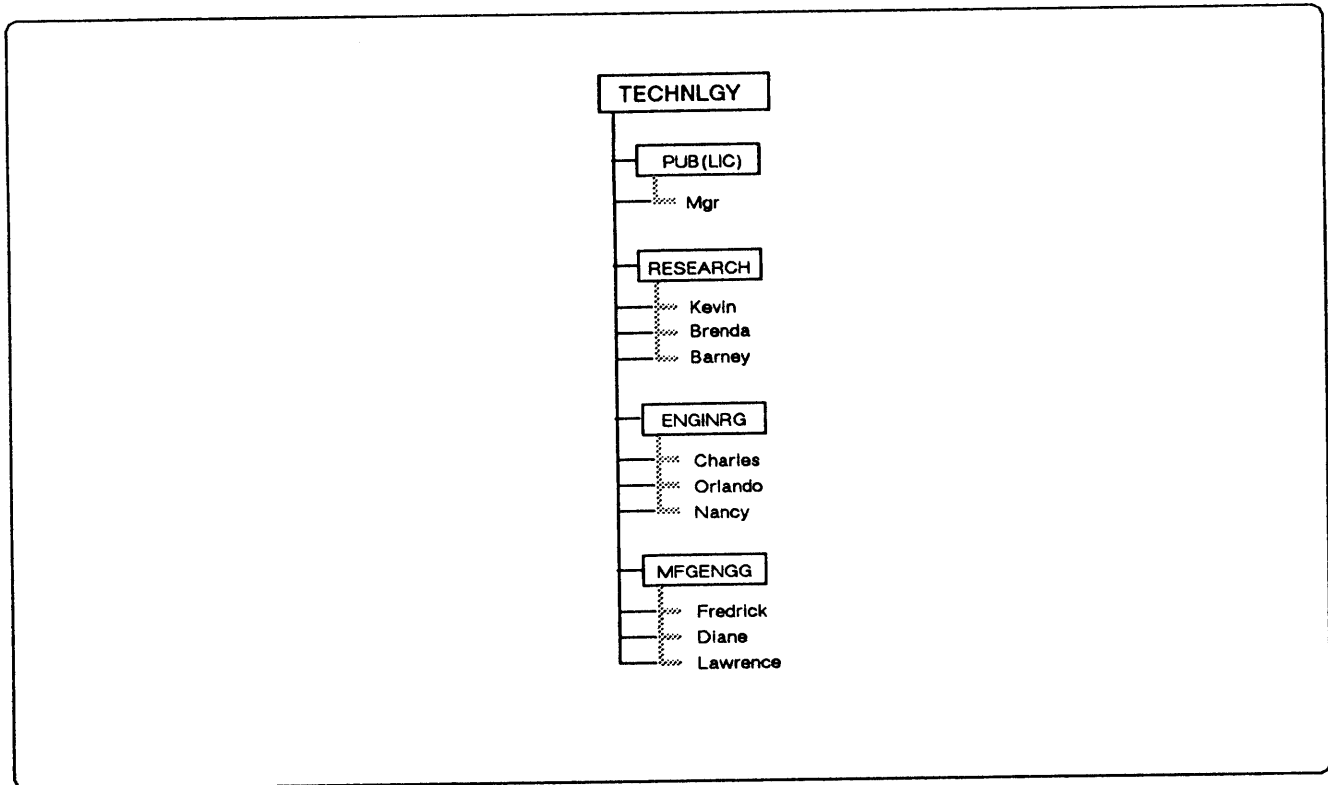 TECHNLGY
PUB(LIC)
Mgr
RESEARCH
Kevin
Brenda
Barney
ENGINRG
Charles
Orlando
Nancy
MFGENGG
Fredrick
Diane
Lawrence